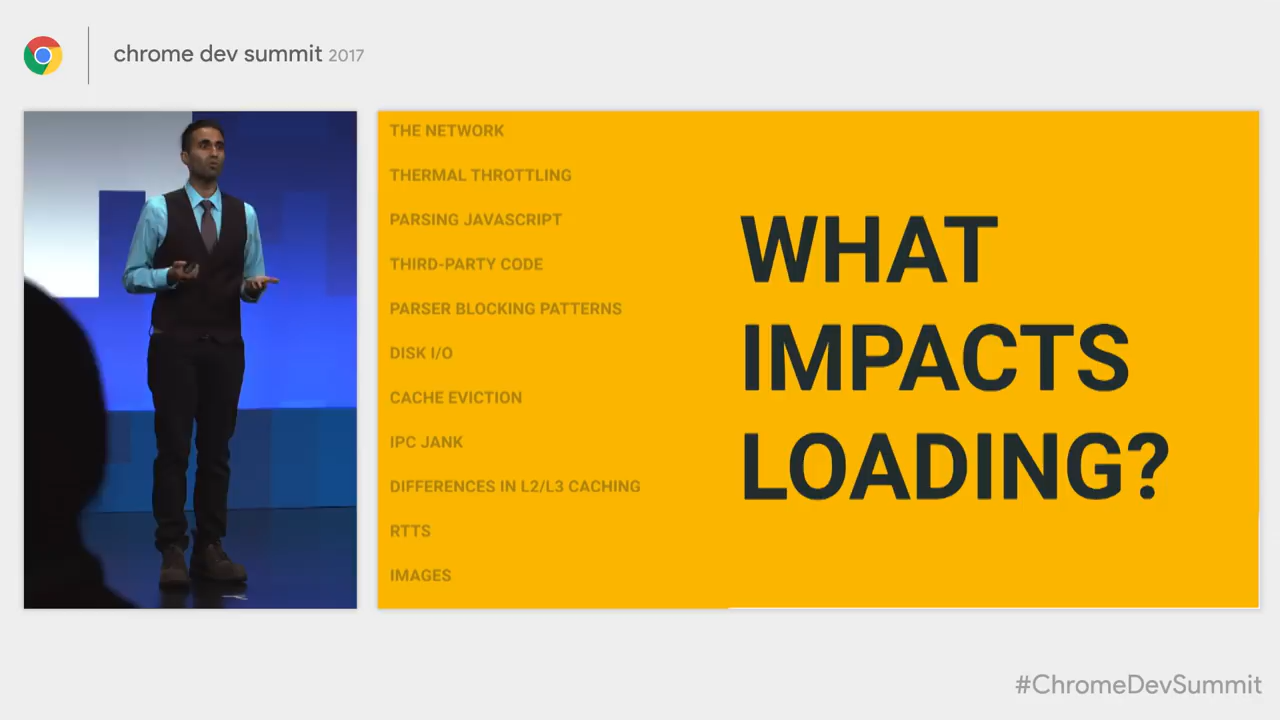 chrome dev summit 2017
THE NETWORK
THERMAL THROTTLING
PARSING JAVASCRIPT
THIRD-PARTY CODE
PARSER BLOCKING PATTERNS
DISK I/O
CACHE EVICTION
IPC JANK
DIFFERENCES IN L2/L3 CACHING
RTTS
IMAGES
WHAT
IMPACTS
LOADING?
#ChromeDevSummit